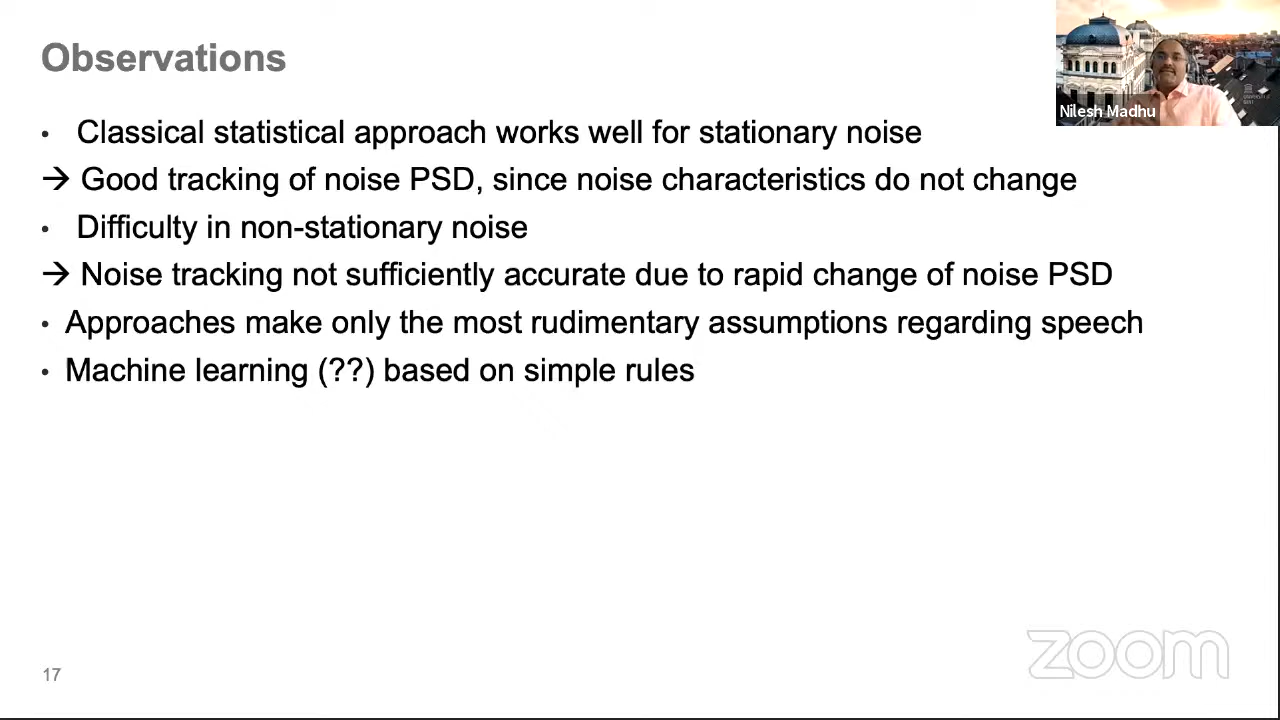 Observations
• Classical statistical approach works well for stationary noise
→ Good tracking of noise PSD, since noise characteristics do not change
• Difficulty in non-stationary noise
→ Noise tracking not sufficiently accurate due to rapid change of noise PSD
• Approaches make only the most rudimentary assumptions regarding speech
• Machine learning (??) based on simple rules
Nilesh Madhu
zoom
17